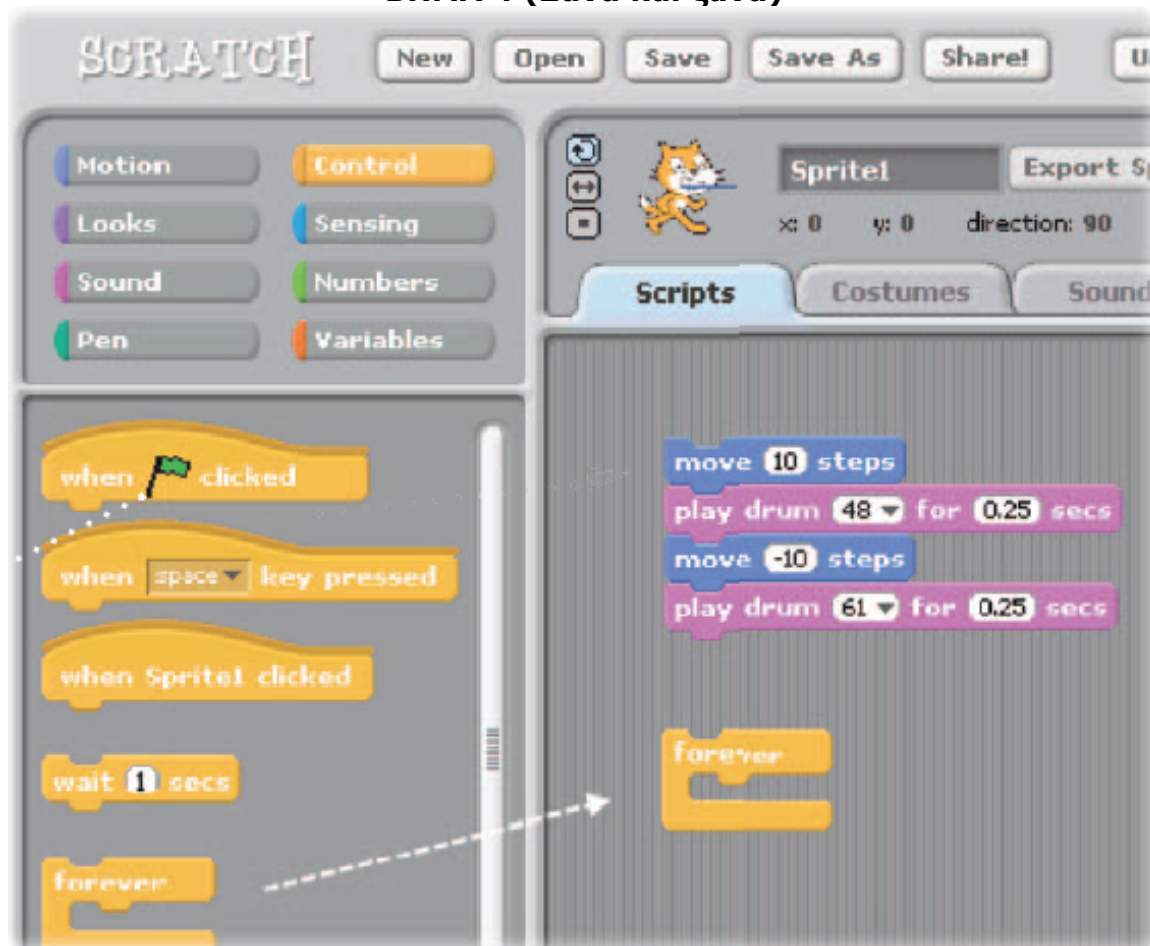 SCRATCH
New Open Save Save As Share!
Motion Control
Looks Sensing
Sound Numbers
Pen Variables
Sprite1 Export
x: 0 y: 0 direction: 90
Scripts Costumes Sound
when clicked
when space key pressed
when Sprite1 clicked
wait 1 secs
forever
move 10 steps
play drum 48 for 0.25 secs
move -10 steps
play drum 61 for 0.25 secs
forever